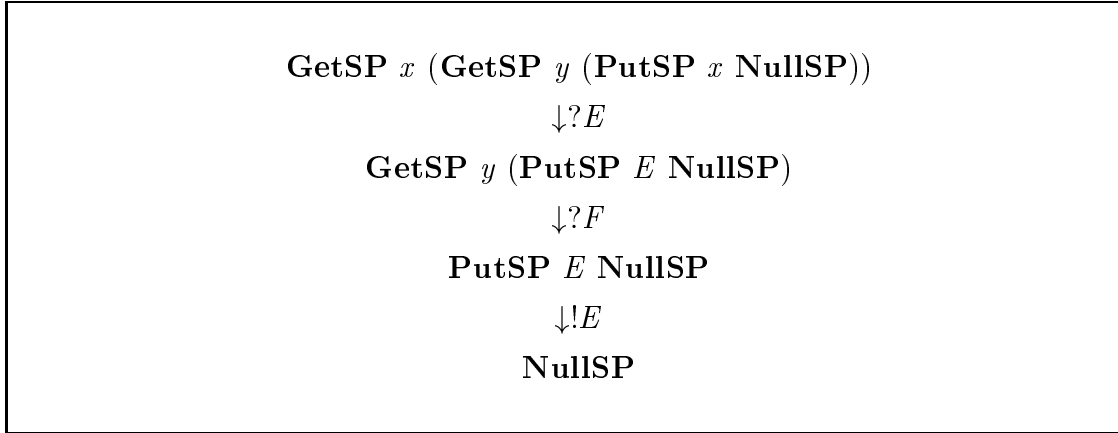 GetSP x (GetSP y (PutSP x NullSP))
↓?E
GetSP y (PutSP E NullSP)
↓?F
PutSP E NullSP
↓!E
NullSP